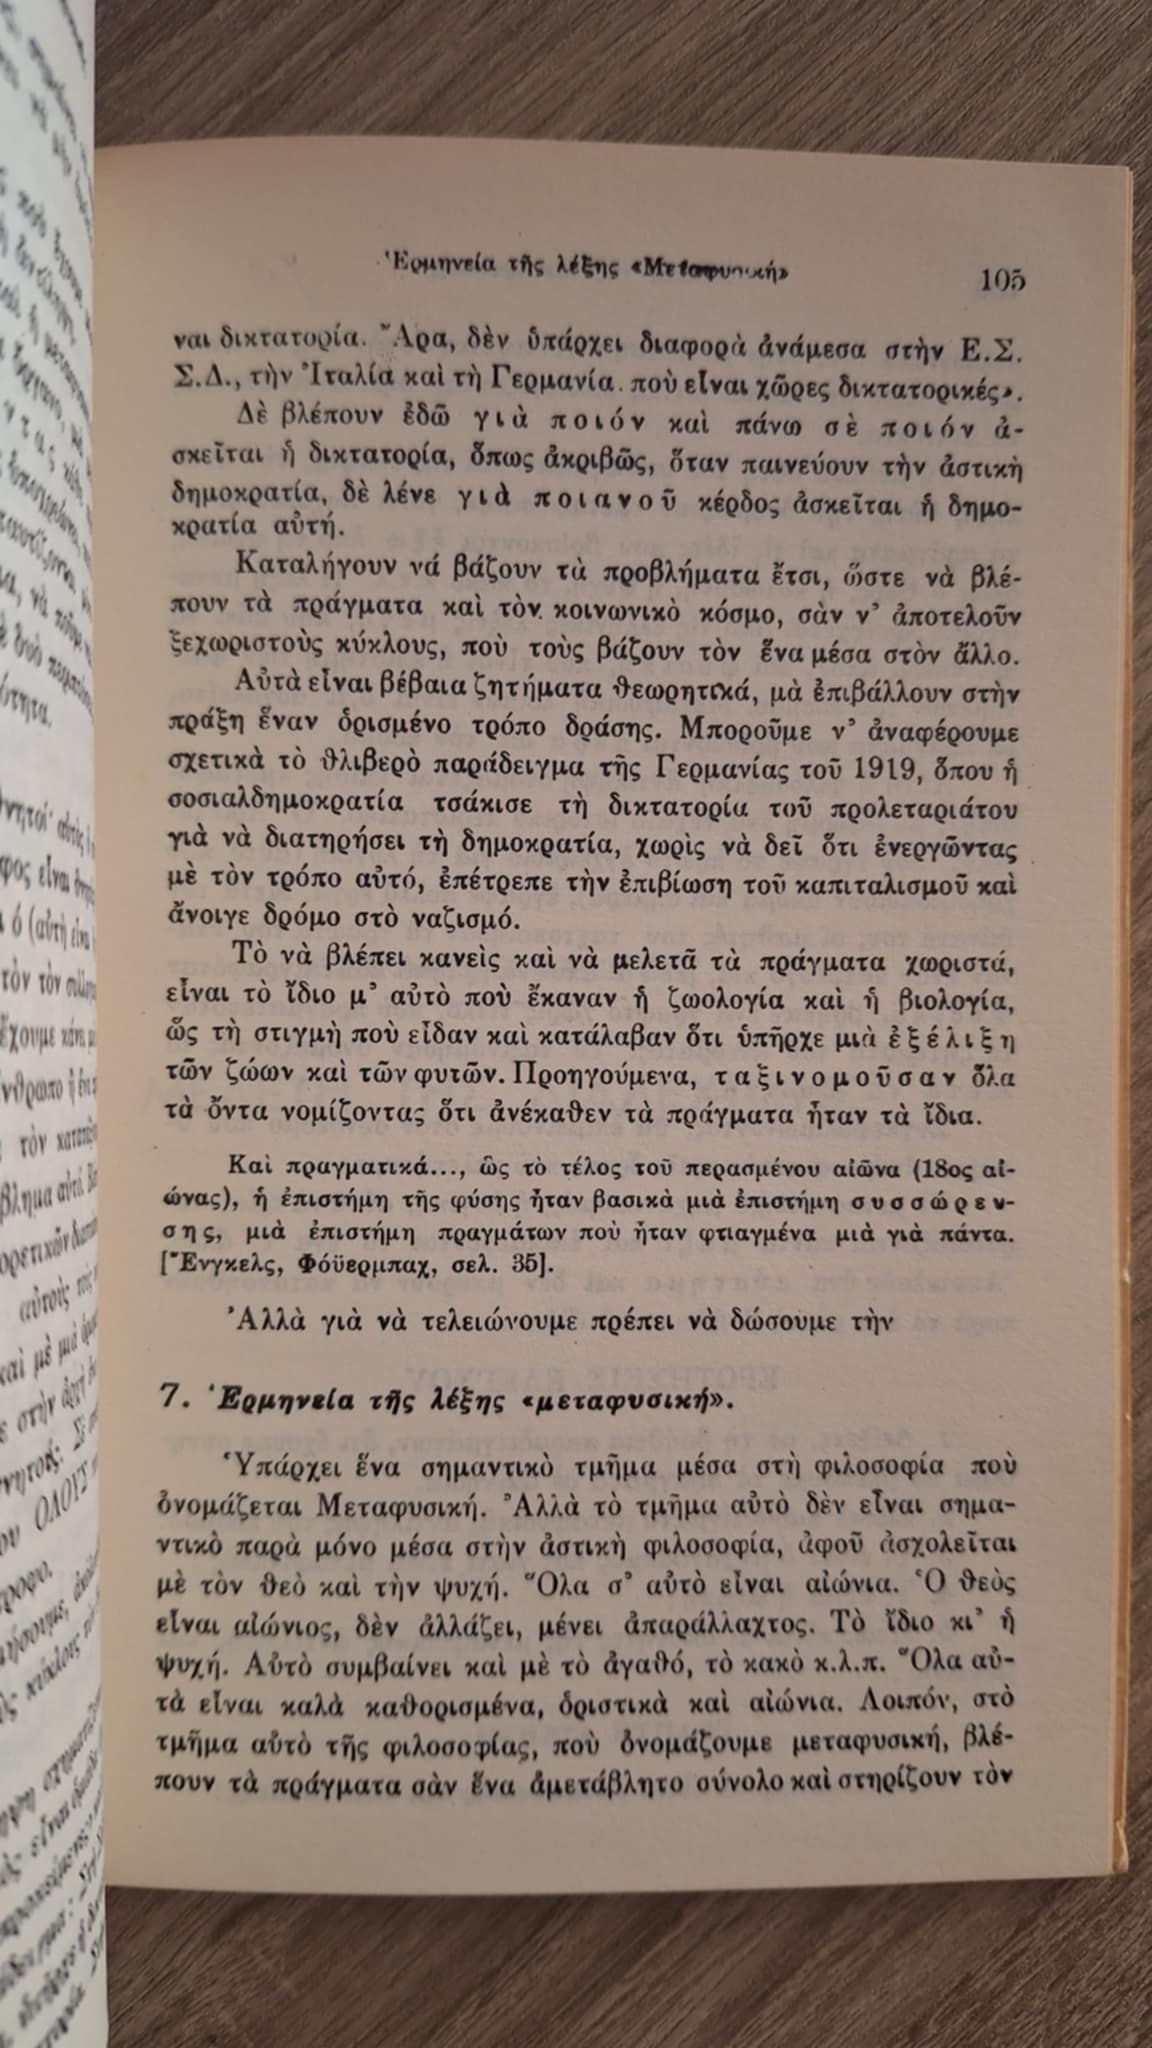 Ἑρμηνεία τῆς λέξης «Μεταφυσική» 105
ναι δικτατορία. Ἄρα, δὲν ὑπάρχει διαφορὰ ἀνάμεσα στὴν Ε.Σ.
Σ.Δ., τὴν Ἰταλία καὶ τὴ Γερμανία. ποὺ εἶναι χῶρες δικτατορικές».
Δὲ βλέπουν ἐδῶ γιὰ ποιόν καὶ πάνω σὲ ποιόν ἀ-
σκεῖται ἡ δικτατορία, ὅπως ἀκριβῶς, ὅταν παινεύουν τὴν ἀστικὴ
δημοκρατία, δὲ λένε γιὰ ποιανοῦ κέρδος ἀσκεῖται ἡ δημο-
κρατία αὐτή.
Καταλήγουν νά βάζουν τὰ προβλήματα ἔτσι, ὥστε νὰ βλέ-
πουν τὰ πράγματα καὶ τὸν κοινωνικὸ κόσμο, σὰν ν' ἀποτελοῦν
ξεχωριστοὺς κύκλους, ποὺ τοὺς βάζουν τὸν ἕνα μέσα στὸν ἄλλο.
Αὐτὰ εἶναι βέβαια ζητήματα θεωρητικά, μὰ ἐπιβάλλουν στὴν
πράξη ἕναν ὁρισμένο τρόπο δράσης. Μποροῦμε ν' ἀναφέρουμε
σχετικὰ τὸ θλιβερὸ παράδειγμα τῆς Γερμανίας τοῦ 1919, ὅπου ἡ
σοσιαλδημοκρατία τσάκισε τὴ δικτατορία τοῦ προλεταριάτου
γιὰ νὰ διατηρήσει τὴ δημοκρατία, χωρὶς νὰ δεῖ ὅτι ἐνεργῶντας
μὲ τὸν τρόπο αὐτό, ἐπέτρεπε τὴν ἐπιβίωση τοῦ καπιταλισμοῦ καὶ
ἄνοιγε δρόμο στὸ ναζισμό.
Τὸ νὰ βλέπει κανεὶς καὶ νὰ μελετᾶ τὰ πράγματα χωριστά,
εἶναι τὸ ἴδιο μ' αὐτὸ ποὺ ἔκαναν ἡ ζωολογία καὶ ἡ βιολογία,
ὥς τὴ στιγμὴ ποὺ εἶδαν καὶ κατάλαβαν ὅτι ὑπῆρχε μιὰ ἐξέλιξη
τῶν ζώων καὶ τῶν φυτῶν. Προηγούμενα, ταξινομοῦσαν ὅλα
τὰ ὄντα νομίζοντας ὅτι ἀνέκαθεν τὰ πράγματα ἦταν τὰ ἴδια.
Καὶ πραγματικά..., ὥς τὸ τέλος τοῦ περασμένου αἰῶνα (18ος αἰ-
ώνας), ἡ ἐπιστήμη τῆς φύσης ἦταν βασικὰ μιὰ ἐπιστήμη συσσώρευ-
σης, μιὰ ἐπιστήμη πραγμάτων ποὺ ἦταν φτιαγμένα μιὰ γιὰ πάντα.
[Ἔνγκελς, Φόϋερμπαχ, σελ. 35].
Ἀλλὰ γιὰ νὰ τελειώνουμε πρέπει νὰ δώσουμε τὴν
7. Ἑρμηνεία τῆς λέξης «μεταφυσική».
Ὑπάρχει ἕνα σημαντικὸ τμῆμα μέσα στὴ φιλοσοφία ποὺ
ὀνομάζεται Μεταφυσική. Ἀλλὰ τὸ τμῆμα αὐτὸ δὲν εἶναι σημα-
ντικὸ παρὰ μόνο μέσα στὴν ἀστικὴ φιλοσοφία, ἀφοῦ ἀσχολεῖται
μὲ τὸν θεὸ καὶ τὴν ψυχή. Ὅλα σ' αὐτὸ εἶναι αἰώνια. Ὁ θεὸς
εἶναι αἰώνιος, δὲν ἀλλάζει, μένει ἀπαράλλαχτος. Τὸ ἴδιο κι' ἡ
ψυχή. Αὐτὸ συμβαίνει καὶ μὲ τὸ ἀγαθό, τὸ κακὸ κ.λ.π. Ὅλα αὐ-
τὰ εἶναι καλὰ καθορισμένα, ὁριστικὰ καὶ αἰώνια. Λοιπόν, στὸ
τμῆμα αὐτὸ τῆς φιλοσοφίας, ποὺ ὀνομάζουμε μεταφυσική, βλέ-
πουν τὰ πράγματα σὰν ἕνα ἀμετάβλητο σύνολο καὶ στηρίζουν τὸν